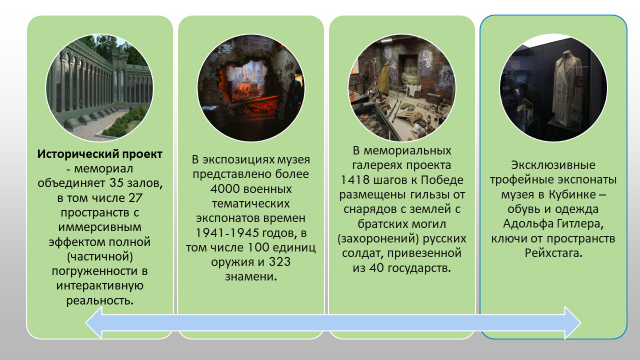 Исторический проект
- мемориал
объединяет 35 залов,
в том числе 27
пространств с
иммерсивным
эффектом полной
(частичной)
погруженности в
интерактивную
реальность.
В экспозициях музея
представлено более
4000 военных
тематических
экспонатов времен
1941-1945 годов, в
том числе 100 единиц
оружия и 323
знамени.
В мемориальных
галереях проекта
1418 шагов к Победе
размещены гильзы от
снарядов с землей с
братских могил
(захоронений) русских
солдат, привезенной
из 40 государств.
Эксклюзивные
трофейные экспонаты
музея в Кубинке –
обувь и одежда
Адольфа Гитлера,
ключи от пространств
Рейхстага.